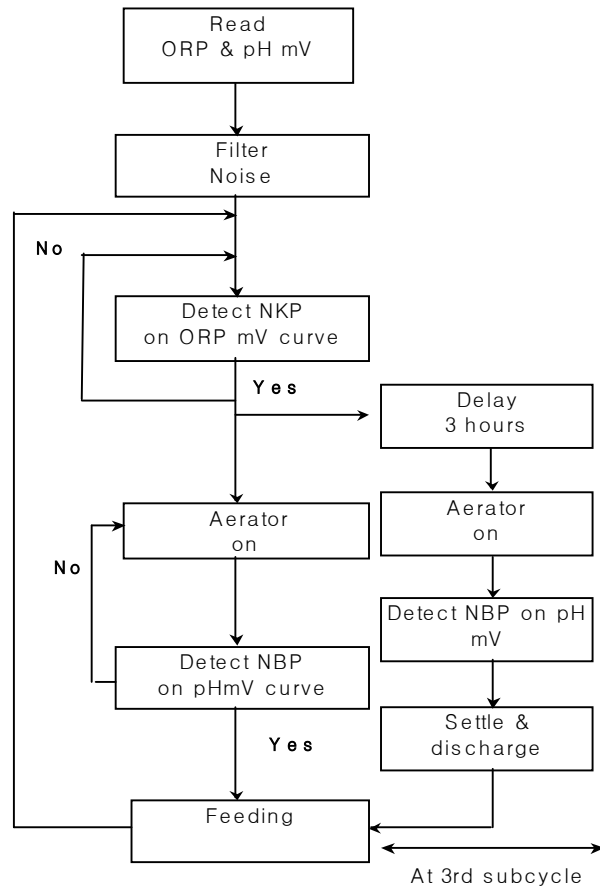 Read
ORP & pH mV
Filter
Noise
No
Detect NKP
on ORP mV curve
Yes
Delay
3 hours
Aerator
on
Aerator
on
No
Detect NBP on pH
mV
Detect NBP
on pHmV curve
Settle &
discharge
Yes
Feeding
At 3rd subcycle